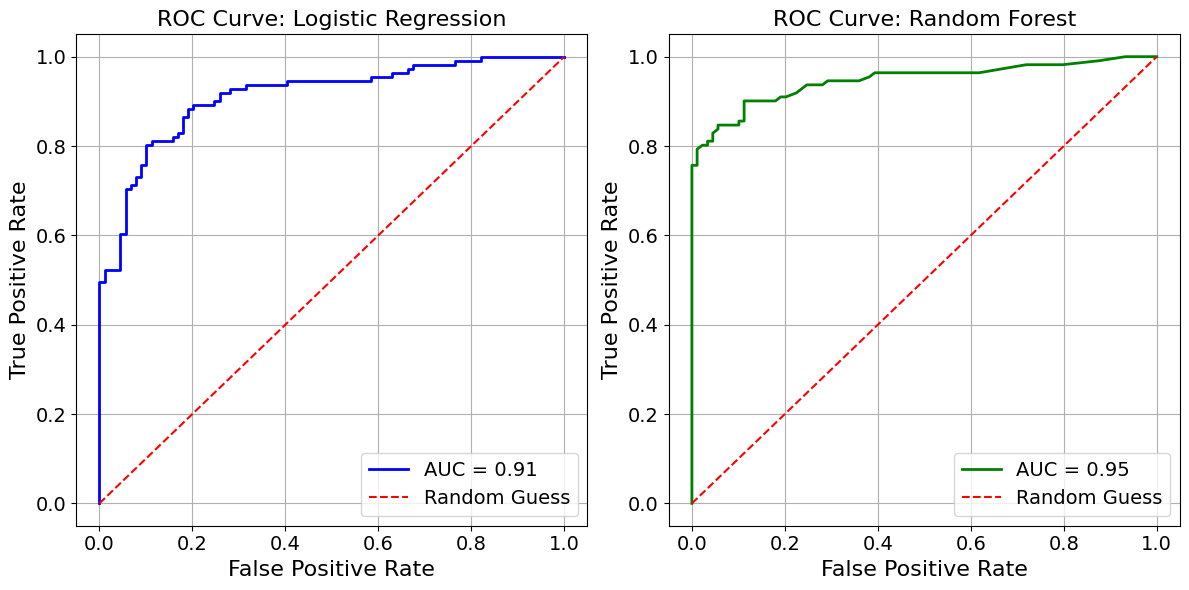 ROC Curve: Logistic Regression
True Positive Rate
1.0
0.8
0.6
0.4
0.2
0.0
AUC = 0.91
Random Guess
0.0 0.2 0.4 0.6 0.8 1.0
False Positive Rate
ROC Curve: Random Forest
True Positive Rate
1.0
0.8
0.6
0.4
0.2
0.0
AUC = 0.95
Random Guess
0.0 0.2 0.4 0.6 0.8 1.0
False Positive Rate